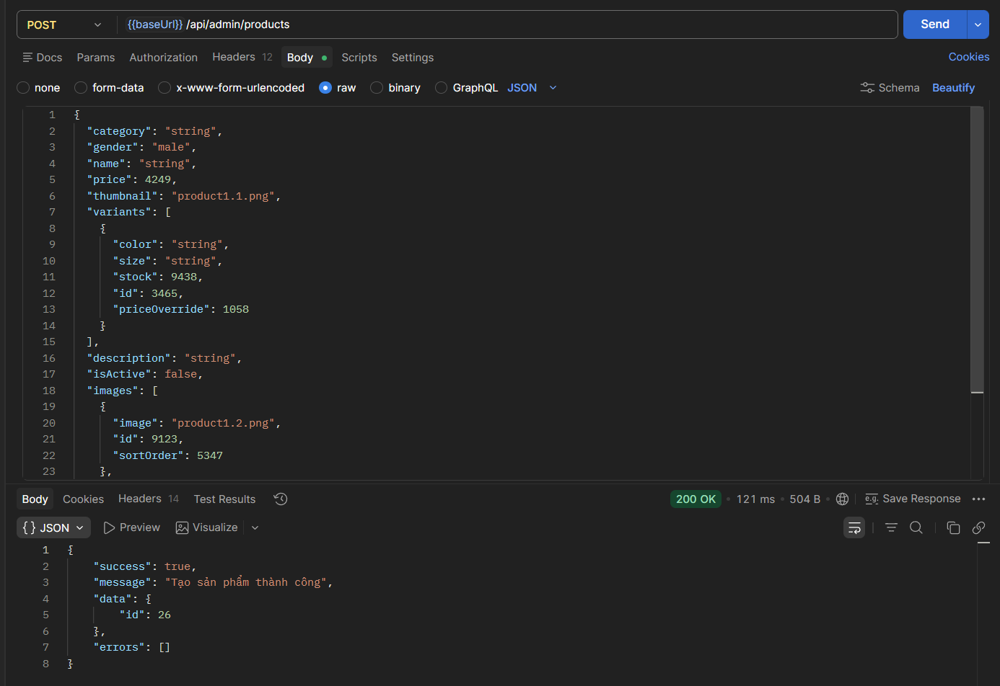 POST {{baseUrl}} /api/admin/products Send
Docs Params Authorization Headers 12 Body Scripts Settings Cookies
none form-data x-www-form-urlencoded raw binary GraphQL JSON Schema Beautify
1 {
2 "category": "string",
3 "gender": "male",
4 "name": "string",
5 "price": 4249,
6 "thumbnail": "product1.1.png",
7 "variants": [
8 {
9 "color": "string",
10 "size": "string",
11 "stock": 9438,
12 "id": 3465,
13 "priceOverride": 1058
14 }
15 ],
16 "description": "string",
17 "isActive": false,
18 "images": [
19 {
20 "image": "product1.2.png",
21 "id": 9123,
22 "sortOrder": 5347
23 },
Body Cookies Headers 14 Test Results 200 OK • 121 ms • 504 B • e.g. Save Response
{} JSON Preview Visualize
1 {
2 "success": true,
3 "message": "Tạo sản phẩm thành công",
4 "data": {
5 "id": 26
6 },
7 "errors": []
8 }